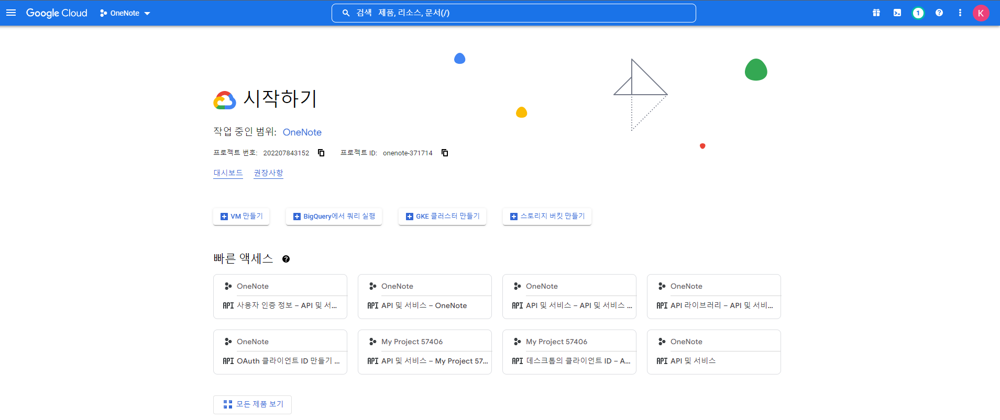 Google Cloud OneNote 검색 제품, 리소스, 문서(/) 1 K
시작하기
작업 중인 범위: OneNote
프로젝트 번호: 202207843152 프로젝트 ID: onenote-371714
대시보드 권장사항
VM 만들기 BigQuery에서 쿼리 실행 GKE 클러스터 만들기 스토리지 버킷 만들기
빠른 액세스
OneNote OneNote OneNote OneNote
API 사용자 인증 정보 – API 및 서... API API 및 서비스 – OneNote API API 및 서비스 – API 및 서비스 ... API API 라이브러리 – API 및 서비...
OneNote My Project 57406 My Project 57406 OneNote
API OAuth 클라이언트 ID 만들기 ... API API 및 서비스 – My Project 57... API 데스크톱의 클라이언트 ID – A... API API 및 서비스
모든 제품 보기